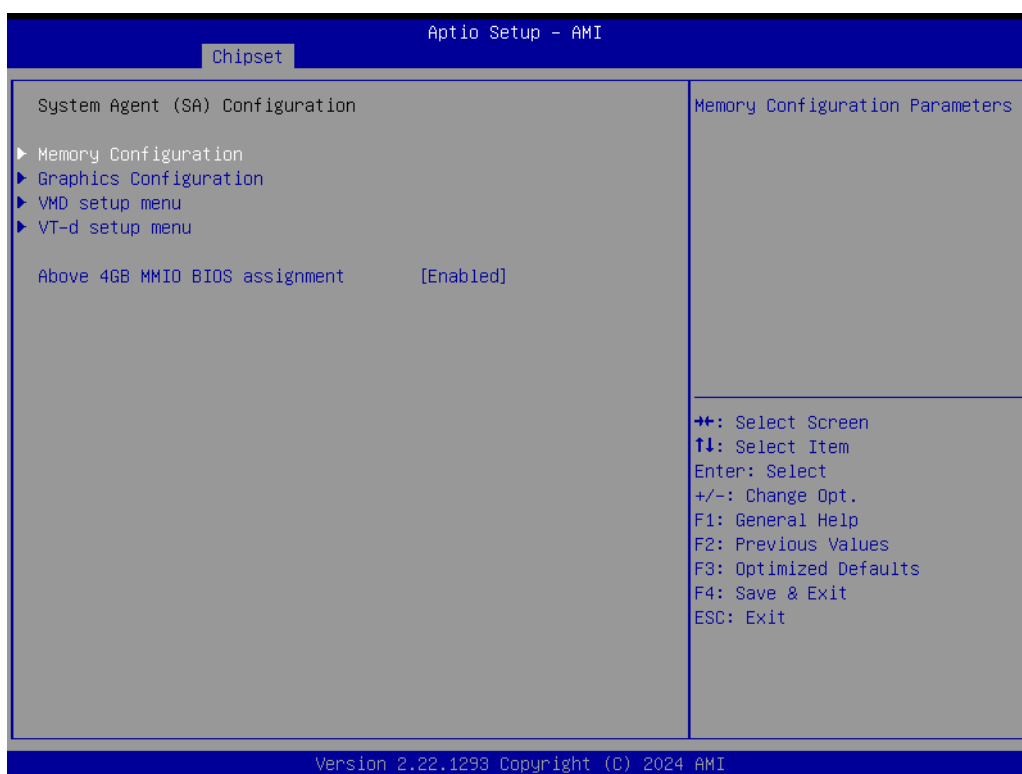 Aptio Setup – AMI
Chipset
System Agent (SA) Configuration
Memory Configuration
Graphics Configuration
VMD setup menu
VT-d setup menu
Above 4GB MMIO BIOS assignment [Enabled]
Memory Configuration Parameters
→←: Select Screen
↑↓: Select Item
Enter: Select
+/-: Change Opt.
F1: General Help
F2: Previous Values
F3: Optimized Defaults
F4: Save & Exit
ESC: Exit
Version 2.22.1293 Copyright (C) 2024 AMI